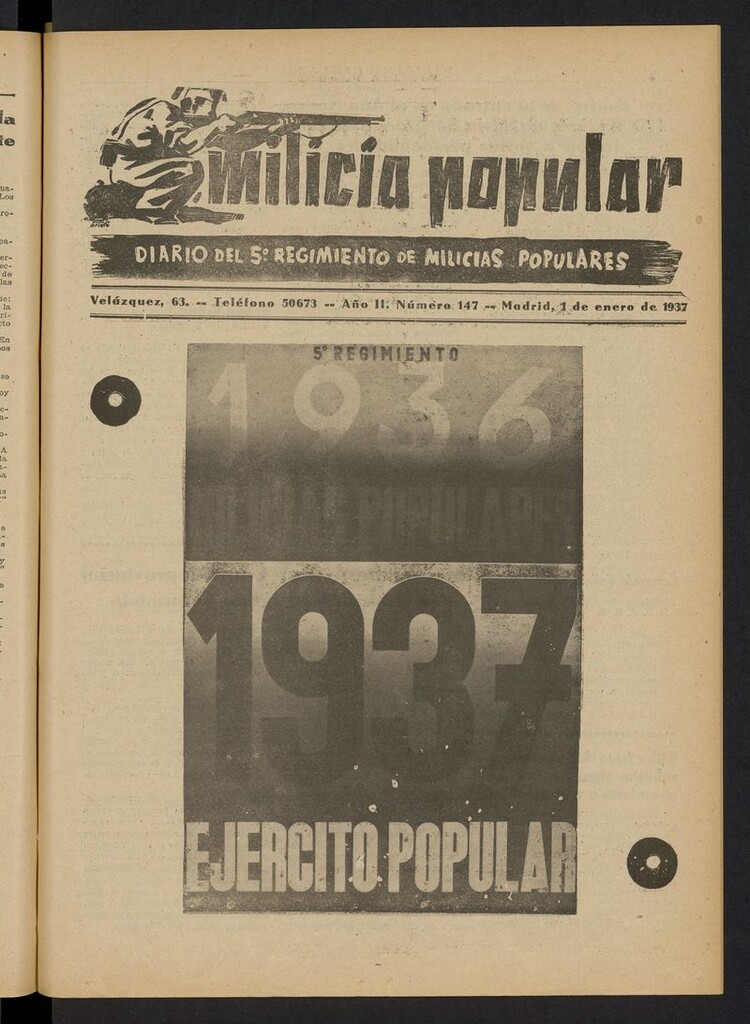 milicia popular
DIARIO DEL 5º REGIMIENTO DE MILICIAS POPULARES
Velázquez, 63. -- Teléfono 50673 -- Año II. Número 147 -- Madrid, 1 de enero de 1937
5º REGIMIENTO
1936
MILICIAS POPULARES
1937
EJERCITO POPULAR